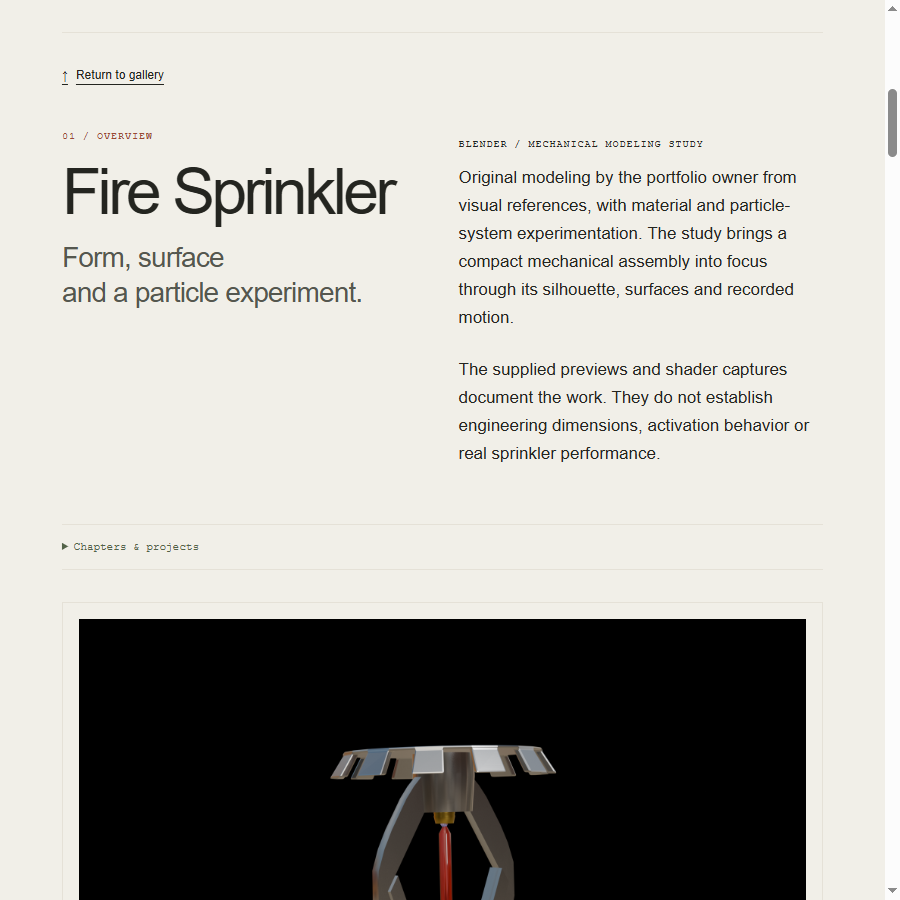 ↑ Return to gallery
01 / OVERVIEW
Fire Sprinkler
Form, surface
and a particle experiment.
BLENDER / MECHANICAL MODELING STUDY
Original modeling by the portfolio owner from
visual references, with material and particle-
system experimentation. The study brings a
compact mechanical assembly into focus
through its silhouette, surfaces and recorded
motion.
The supplied previews and shader captures
document the work. They do not establish
engineering dimensions, activation behavior or
real sprinkler performance.
▶ Chapters & projects